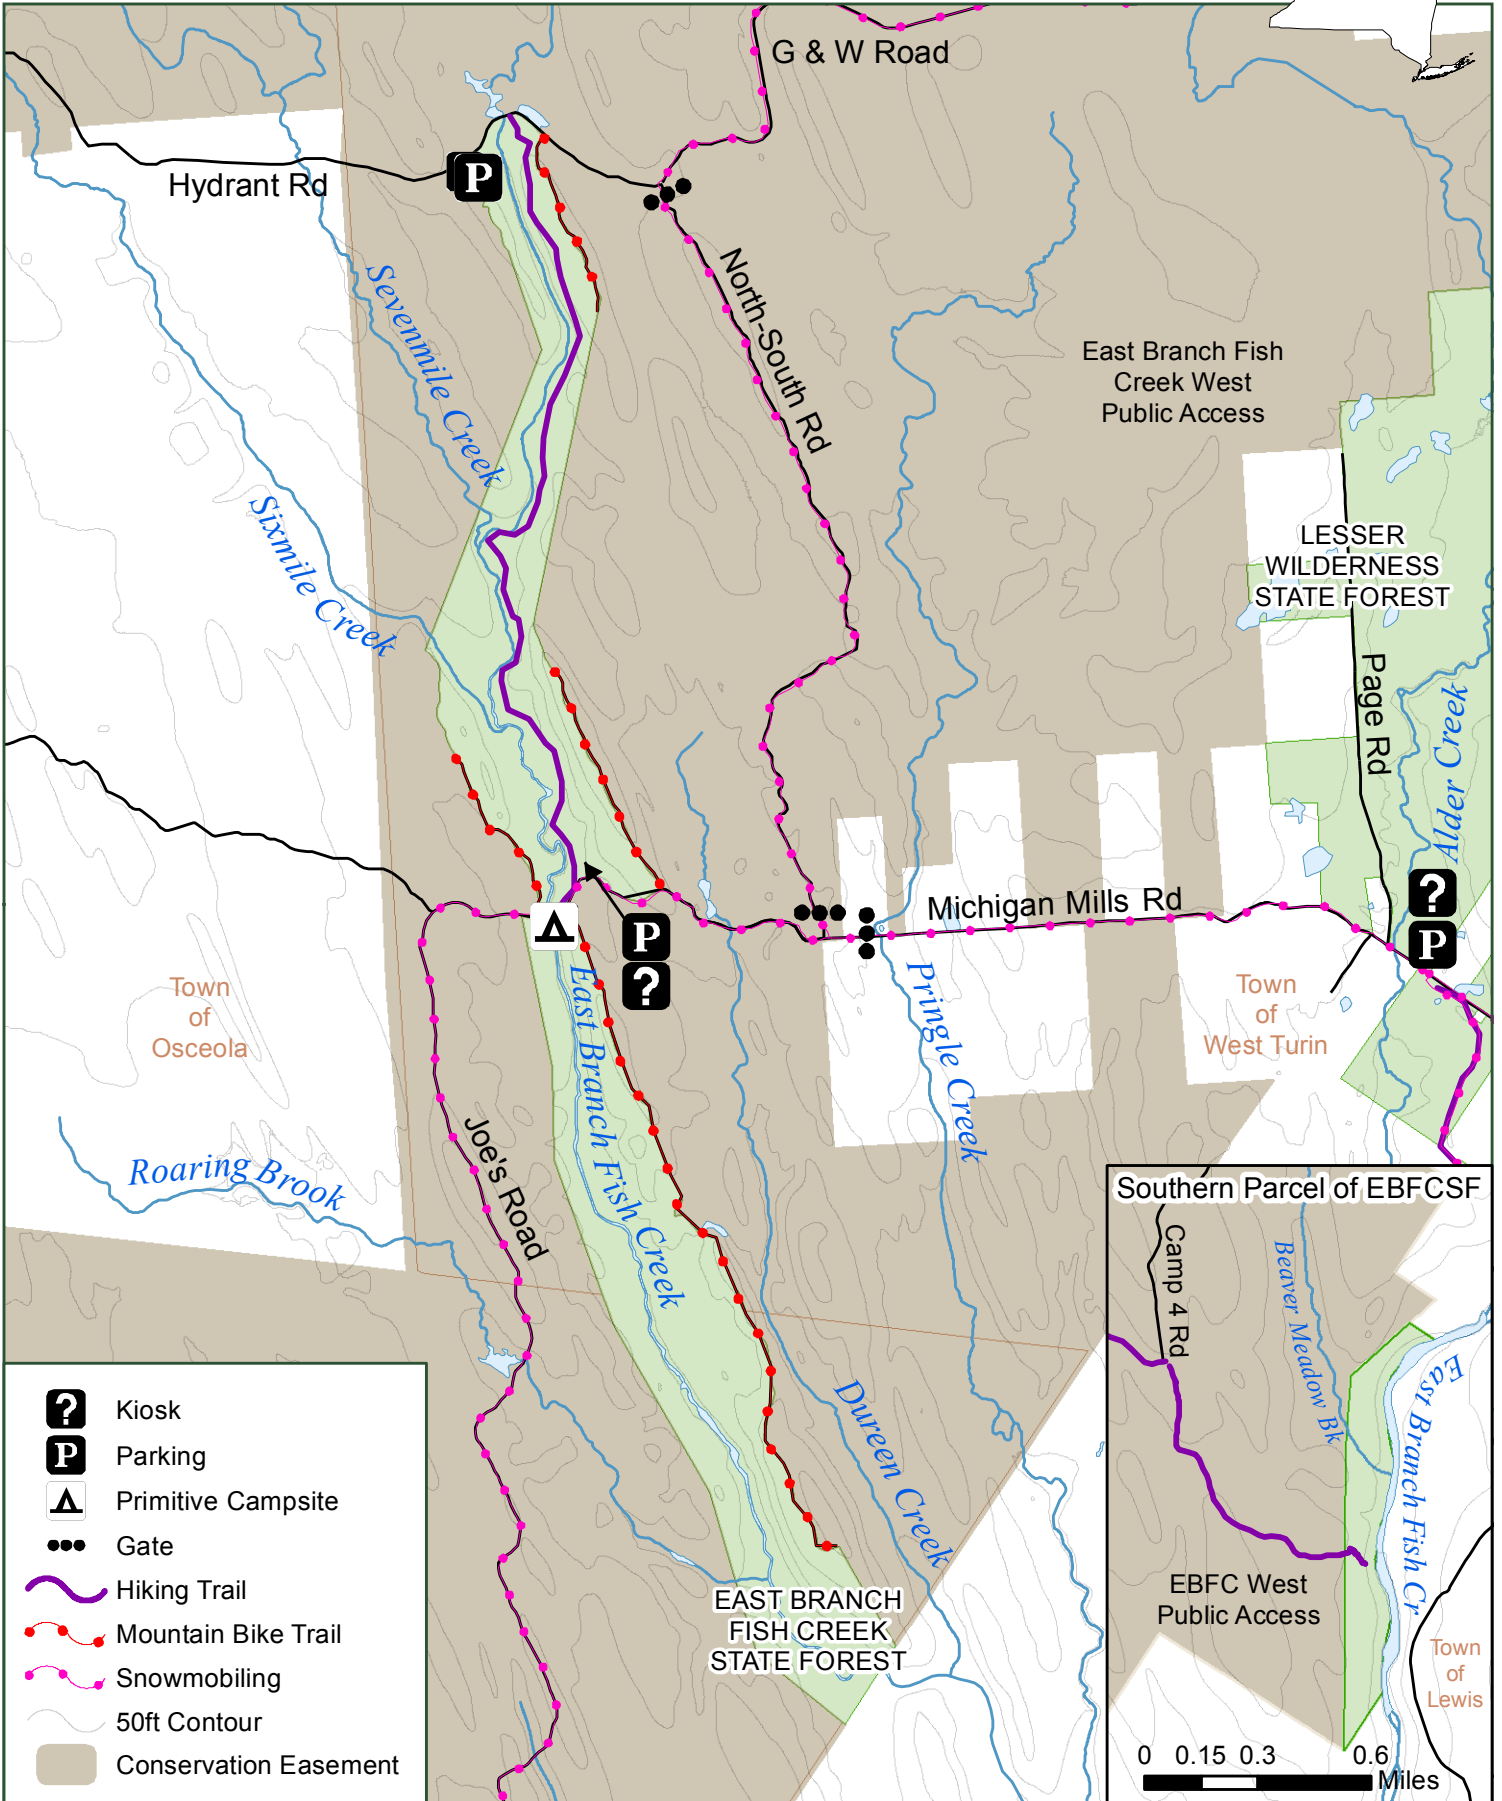 G & W Road
Hydrant Rd
P
Sevenmile Creek
North-South Rd
East Branch Fish
Creek West
Public Access
Sixmile Creek
LESSER
WILDERNESS
STATE FOREST
Page Rd
Alder Creek
Michigan Mills Rd
?
P
P
?
East Branch Fish Creek
Pringle Creek
Town
of
Osceola
Town
of
West Turin
Joe's Road
Roaring Brook
Dureen Creek
EAST BRANCH
FISH CREEK
STATE FOREST
Southern Parcel of EBFCSF
Camp 4 Rd
Beaver Meadow Bk
East Branch Fish Cr
EBFC West
Public Access
Town
of
Lewis
0 0.15 0.3 0.6
Miles
? Kiosk
P Parking
Primitive Campsite
Gate
Hiking Trail
Mountain Bike Trail
Snowmobiling
50ft Contour
Conservation Easement